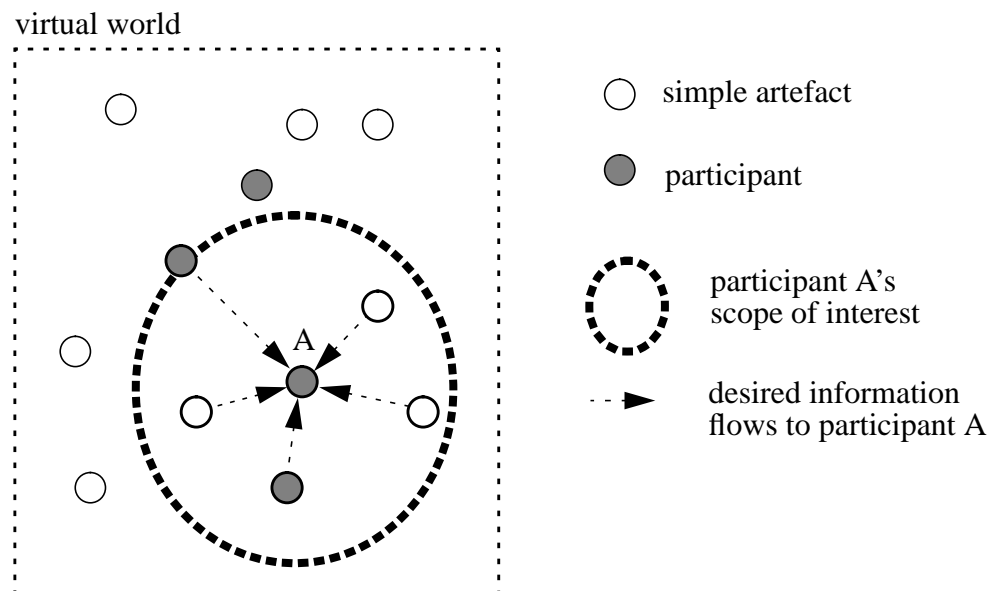 virtual world
simple artefact
participant
participant A's
scope of interest
A
desired information
flows to participant A